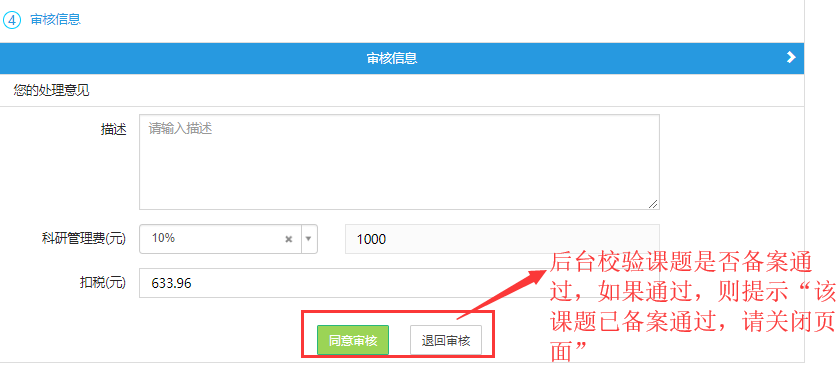 ④ 审核信息
审核信息
您的处理意见
描述 请输入描述
科研管理费(元) 10% 1000
扣税(元) 633.96
同意审核 退回审核
后台校验课题是否备案通
过，如果通过，则提示“该
课题已备案通过，请关闭页
面”